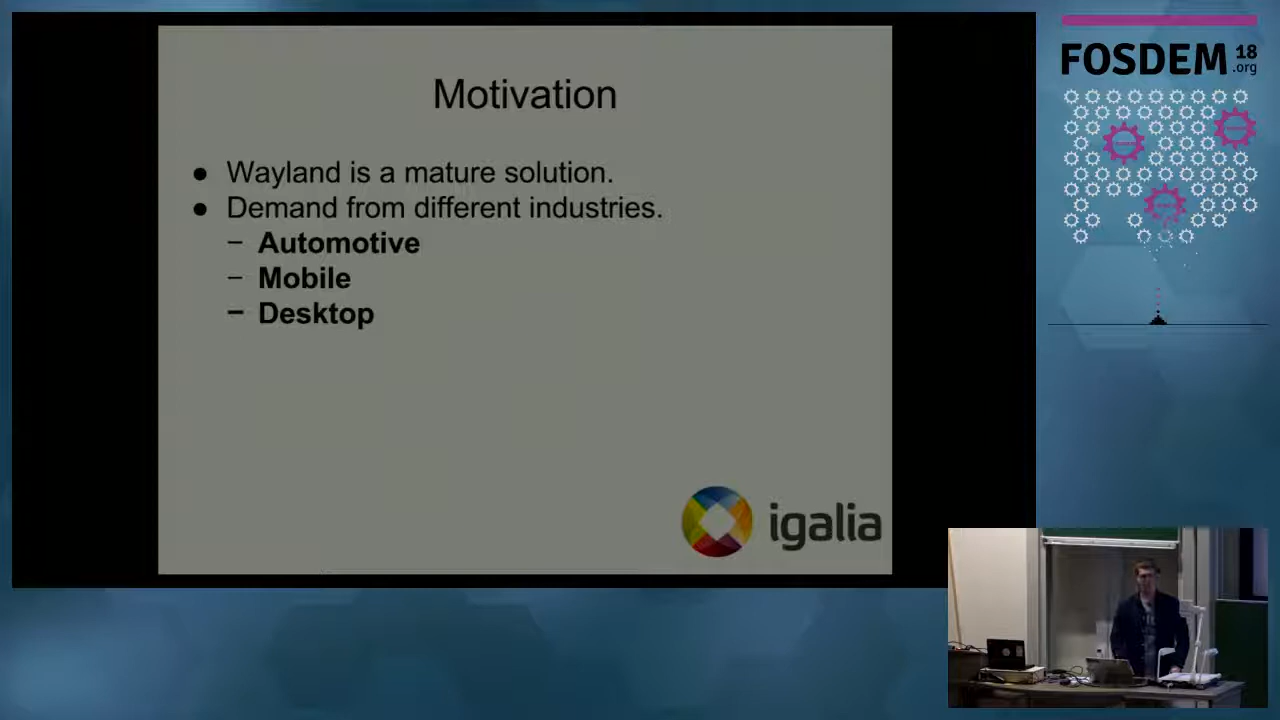 Motivation
● Wayland is a mature solution.
● Demand from different industries.
– Automotive
– Mobile
– Desktop
igalia
FOSDEM 18
.org